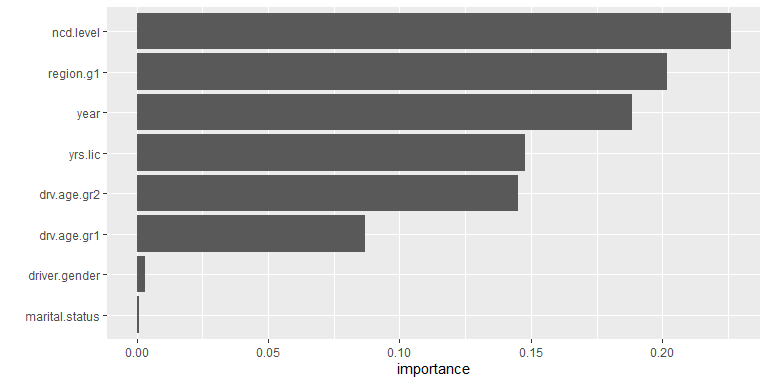 ncd.level
region.g1
year
yrs.lic
drv.age.gr2
drv.age.gr1
driver.gender
marital.status
0.00 0.05 0.10 0.15 0.20
importance